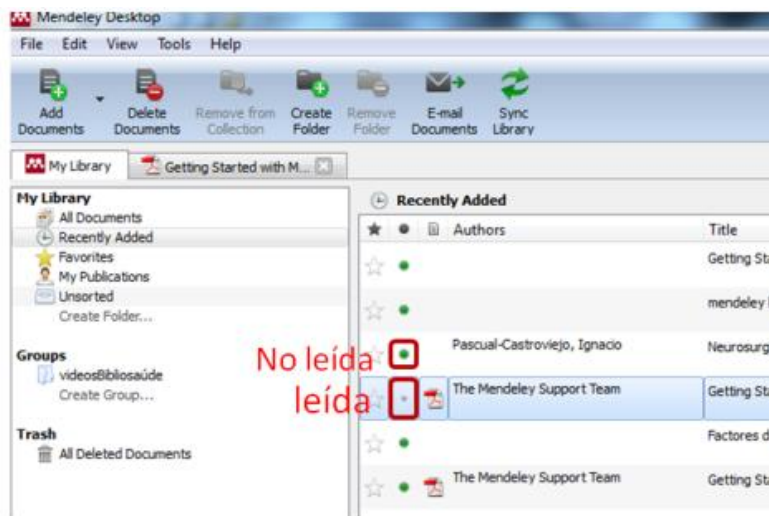 Mendeley Desktop
File Edit View Tools Help
Add Documents
Delete Documents
Remove from Collection
Create Folder
Remove Folder
E-mail Documents
Sync Library
My Library
Getting Started with M...
My Library
All Documents
Recently Added
Favorites
My Publications
Unsorted
Create Folder...
Groups
videosBibliosaúde
Create Group...
Trash
All Deleted Documents
Recently Added
Authors Title
Getting Sta
mendeley
No leída
Pascual-Castroviejo, Ignacio Neurosurg
leída
The Mendeley Support Team Getting Sta
Factores d
The Mendeley Support Team Getting Sta